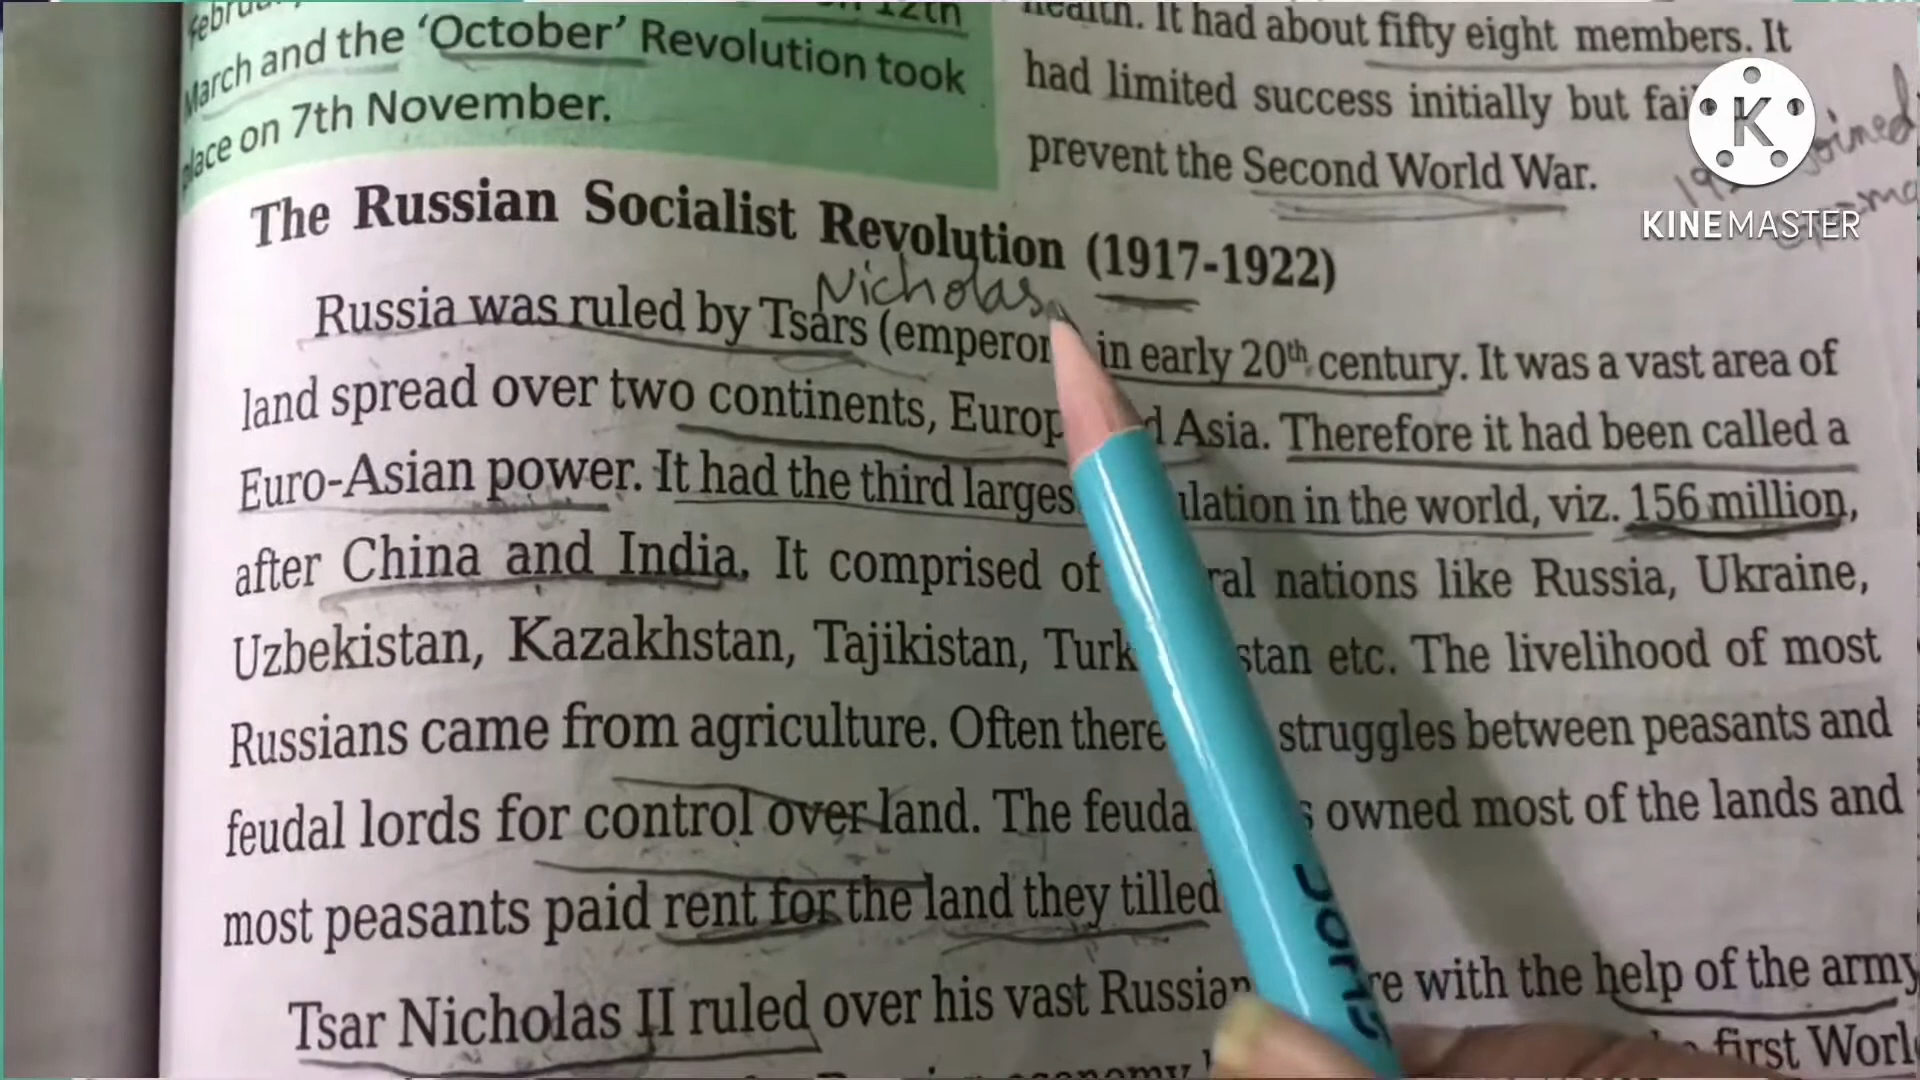 March and the 'October' Revolution took
place on 7th November.
12th
health. It had about fifty eight members. It
had limited success initially but
prevent the Second World War.
joined
KINEMASTER
The Russian Socialist Revolution (1917-1922)
Nicholas
Russia was ruled by Tsars (emperor in early 20th century. It was a vast area of
land spread over two continents, Europ Asia. Therefore it had been called a
Euro-Asian power. It had the third larges ulation in the world, viz. 156 million,
after China and India. It comprised of ral nations like Russia, Ukraine,
Uzbekistan, Kazakhstan, Tajikistan, Turk stan etc. The livelihood of most
Russians came from agriculture. Often there struggles between peasants and
feudal lords for control over land. The feuda s owned most of the lands and
most peasants paid rent for the land they tilled
Tsar Nicholas II ruled over his vast Russian re with the help of the army
first Worl
DOMS